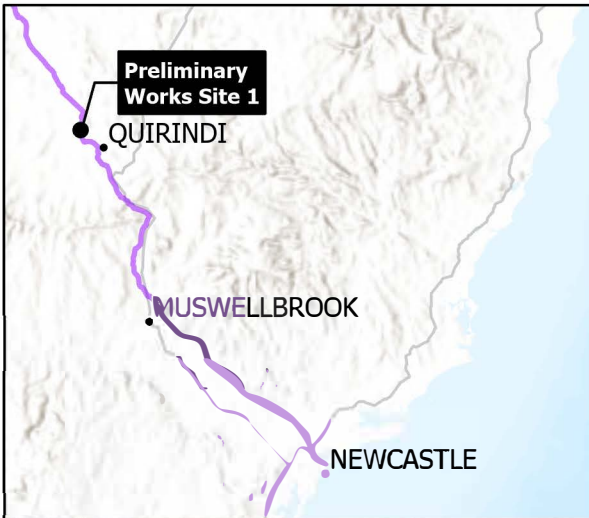 Preliminary
Works Site 1
QUIRINDI
MUSWELLBROOK
NEWCASTLE